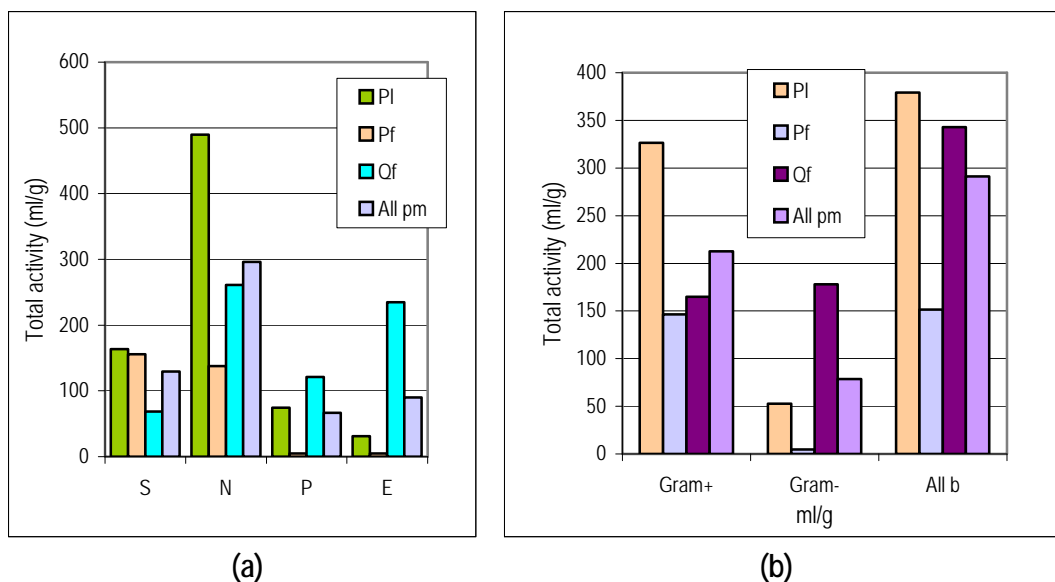 600
500
400
300
200
100
0
Total activity (ml/g)
Pl
Pf
Qf
All pm
S N P E
(a)
400
350
300
250
200
150
100
50
0
Total activity (ml/g)
Pl
Pf
Qf
All pm
Gram+ Gram- All b
ml/g
(b)